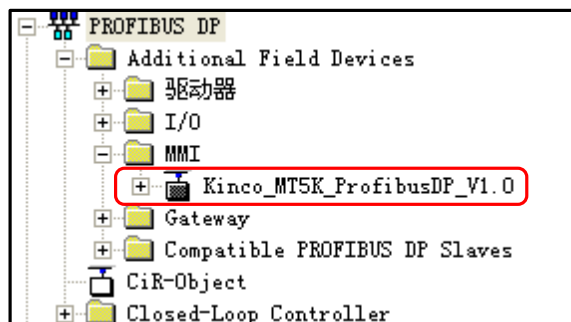 PROFIBUS DP
Additional Field Devices
驱动器
I/O
MMI
Kinco_MT5K_ProfibusDP_V1.0
Gateway
Compatible PROFIBUS DP Slaves
CiR-Object
Closed-Loop Controller